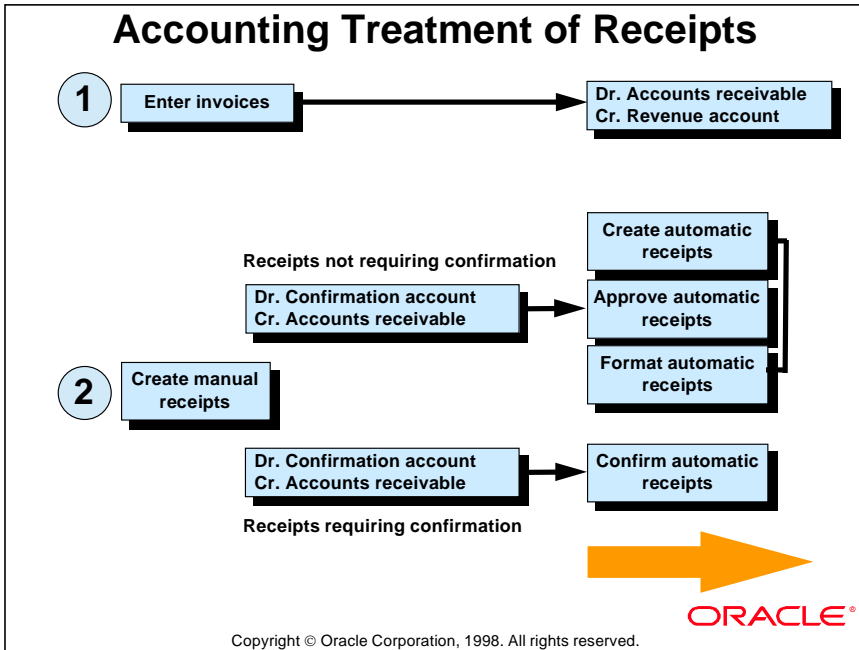 Accounting Treatment of Receipts
1
Enter invoices
Dr. Accounts receivable
Cr. Revenue account
Create automatic
receipts
Receipts not requiring confirmation
Dr. Confirmation account
Cr. Accounts receivable
Approve automatic
receipts
Format automatic
receipts
2
Create manual
receipts
Dr. Confirmation account
Cr. Accounts receivable
Confirm automatic
receipts
Receipts requiring confirmation
ORACLE®
Copyright © Oracle Corporation, 1998. All rights reserved.